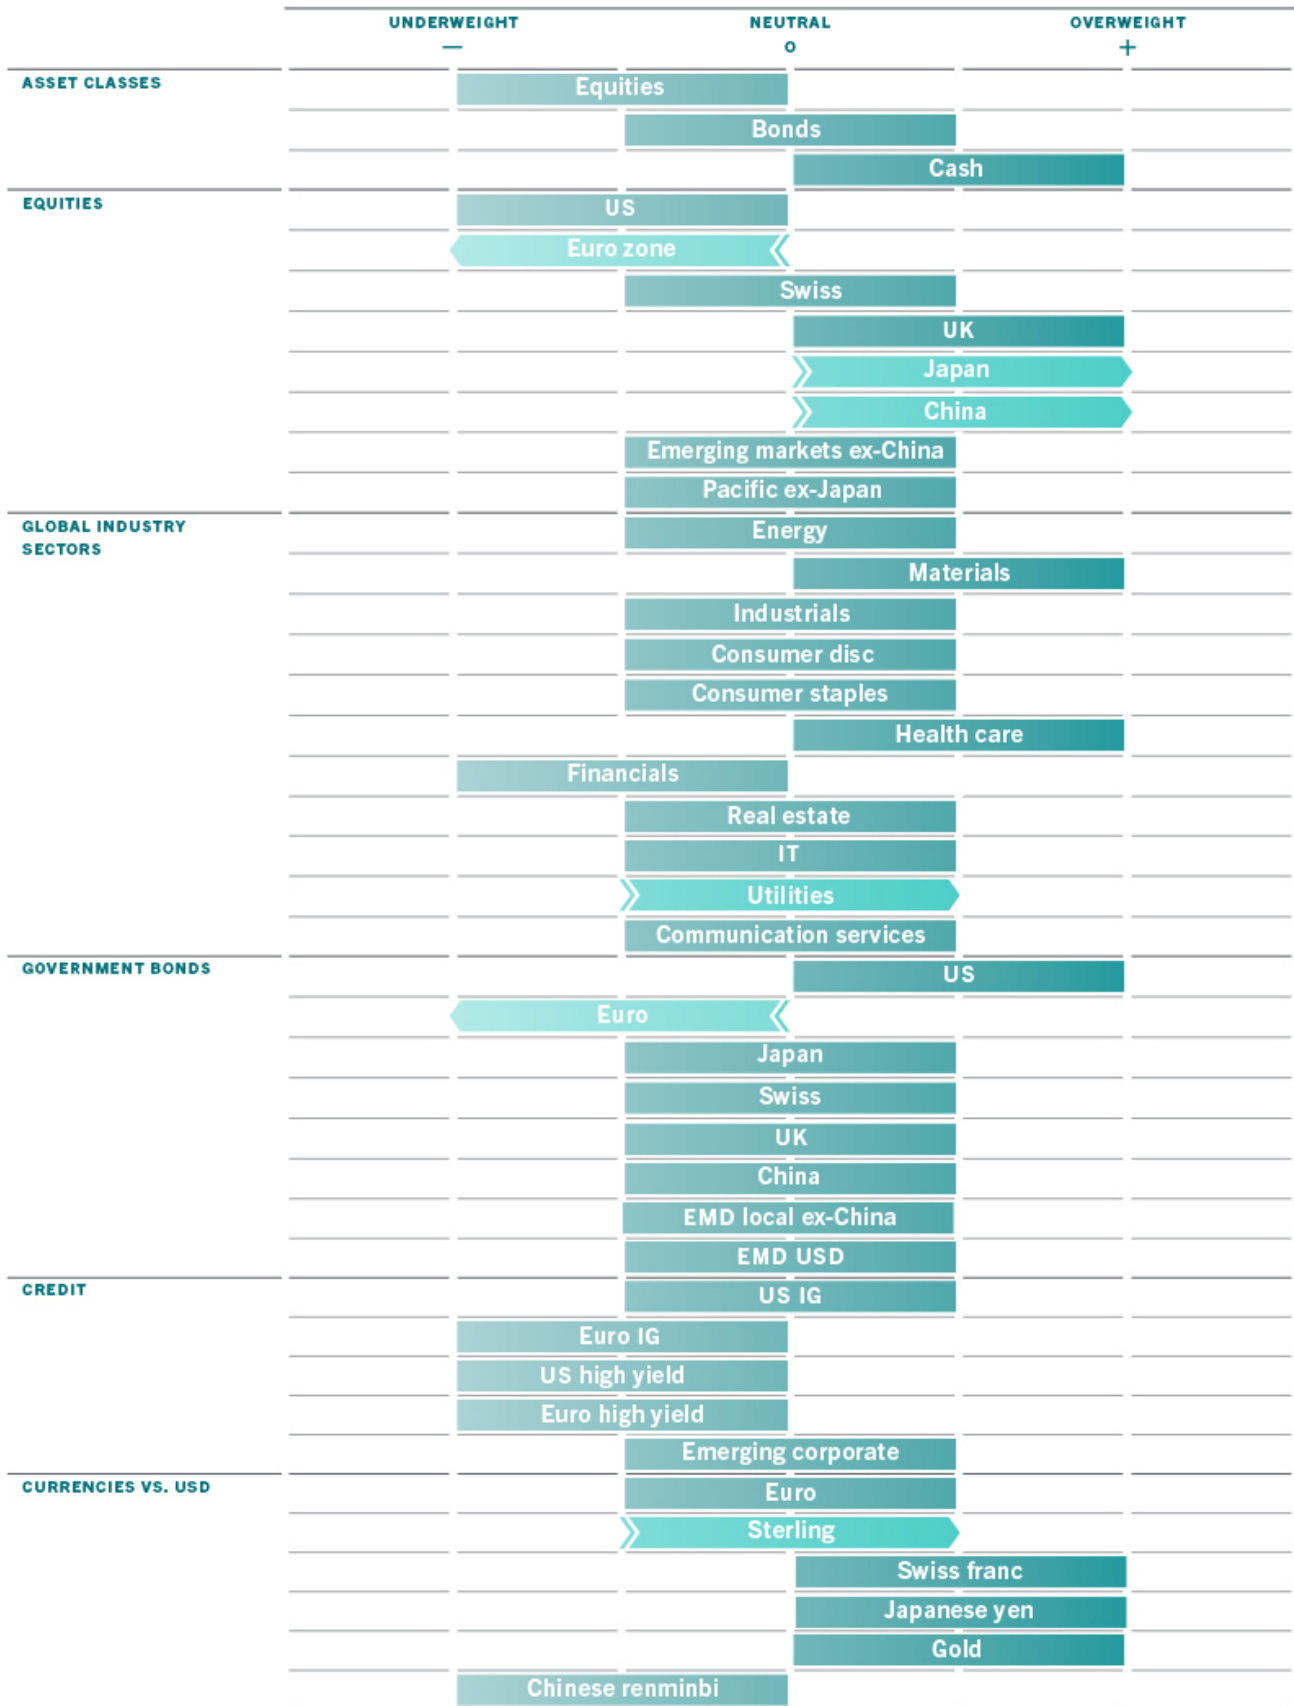 UNDERWEIGHT NEUTRAL OVERWEIGHT
— o +
ASSET CLASSES
Equities
Bonds
Cash
EQUITIES
US
Euro zone
Swiss
UK
Japan
China
Emerging markets ex-China
Pacific ex-Japan
GLOBAL INDUSTRY
SECTORS
Energy
Materials
Industrials
Consumer disc
Consumer staples
Health care
Financials
Real estate
IT
Utilities
Communication services
GOVERNMENT BONDS
US
Euro
Japan
Swiss
UK
China
EMD local ex-China
EMD USD
CREDIT
US IG
Euro IG
US high yield
Euro high yield
Emerging corporate
CURRENCIES VS. USD
Euro
Sterling
Swiss franc
Japanese yen
Gold
Chinese renminbi